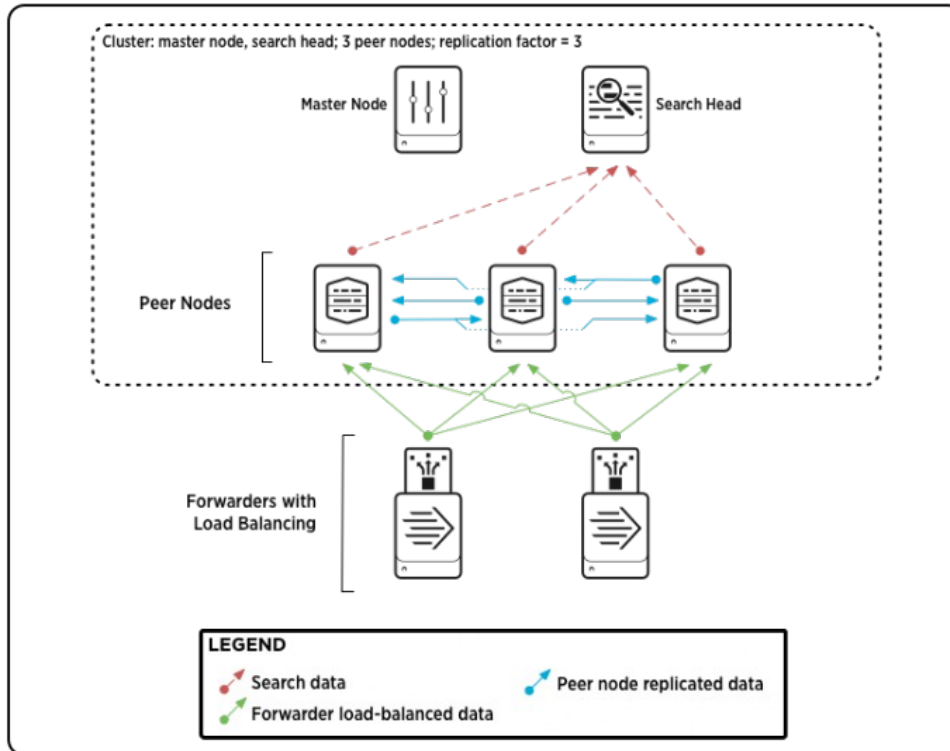 Cluster: master node, search head; 3 peer nodes; replication factor = 3
Master Node
Search Head
Peer Nodes
Forwarders with
Load Balancing
LEGEND
Search data
Peer node replicated data
Forwarder load-balanced data